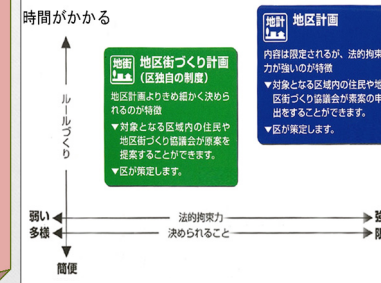 時間がかかる
ルールづくり
簡便
地街
地区街づくり計画
(区独自の制度)
地区計画よりきめ細かく決めら
れるのが特徴
▼対象となる区域内の住民や
地区街づくり協議会が原案を
提案することができます。
▼区が策定します。
地計
地区計画
内容は限定されるが、法的拘束
力が強いのが特徴
▼対象となる区域内の住民や地
区街づくり協議会が素案の申
出をすることができます。
▼区が決定します。
弱い
法的拘束力
強
多様
決められること
限